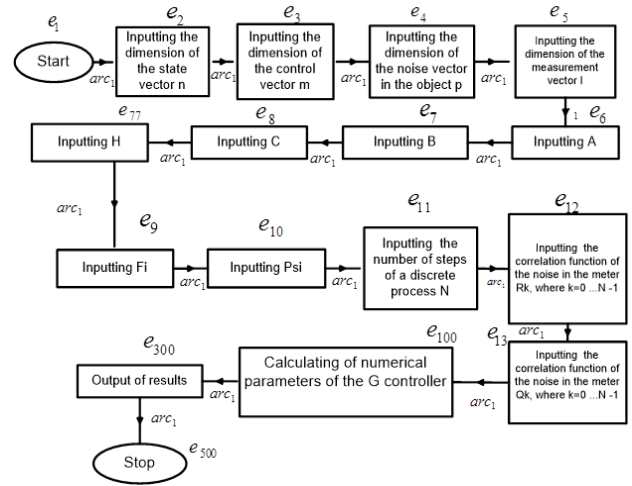 e1
e2
e3
e4
e5
Start
arc1
Inputting the
dimension of
the state
vector n
arc1
Inputting the
dimension of
the control
vector m
arc1
Inputting the
dimension of
the noise vector
in the object p
arc1
Inputting the
dimension of the
measurement
vector l
1
e77
e8
e7
e6
Inputting H
arc1
Inputting C
arc1
Inputting B
arc1
Inputting A
arc1
e9
e10
e11
e12
Inputting Fi
arc1
Inputting Psi
arc1
Inputting the
number of steps
of a discrete
process N
arc1
Inputting the
correlation function of
the noise in the meter
Rk, where k=0 ...N -1
arc1
e300
e100
e13
Output of results
arc1
Calculating of numerical
parameters of the G controller
arc1
Inputting the
correlation function of
the noise in the meter
Qk, where k=0 ...N -1
arc1
Stop
e500